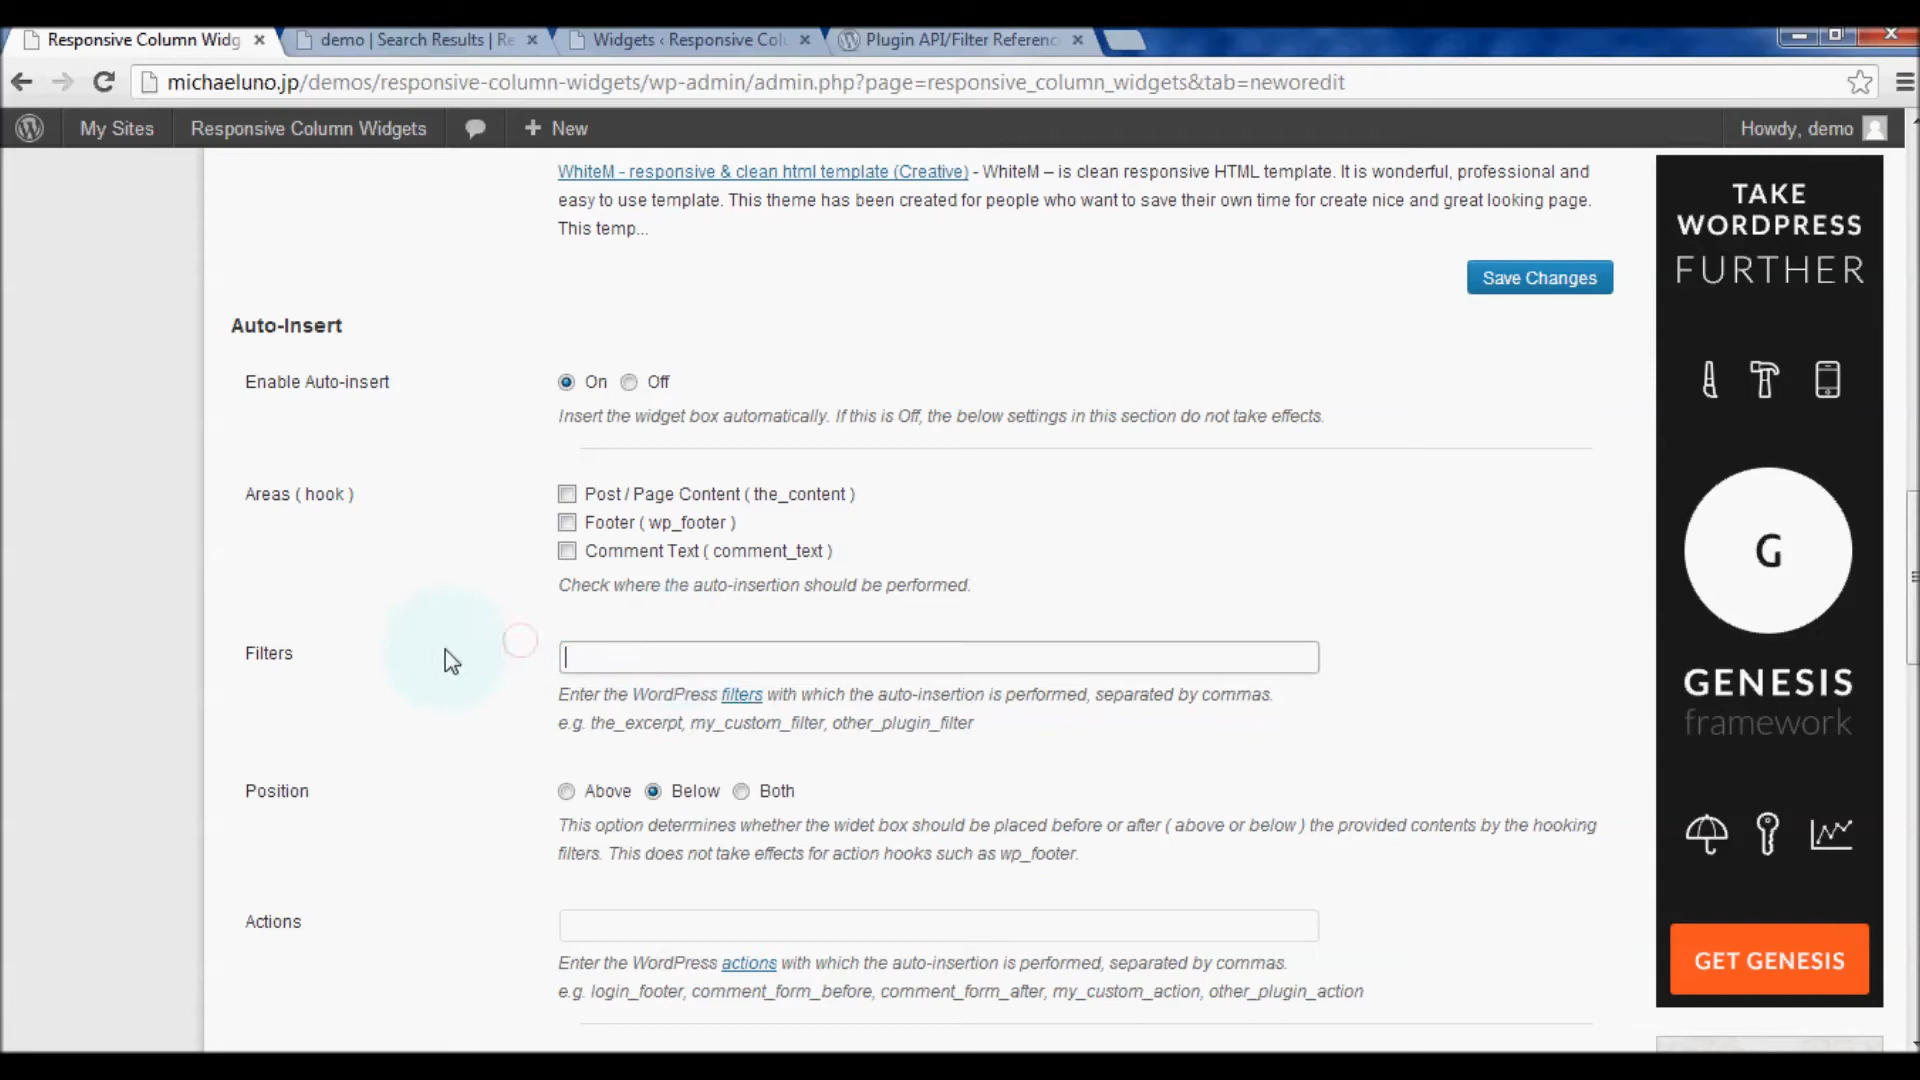 Responsive Column Widg
demo | Search Results | Re
Widgets ‹ Responsive Colu
Plugin API/Filter Reference
michaeluno.jp/demos/responsive-column-widgets/wp-admin/admin.php?page=responsive_column_widgets&tab=neworedit
My Sites
Responsive Column Widgets
+ New
Howdy, demo
WhiteM - responsive & clean html template (Creative) - WhiteM – is clean responsive HTML template. It is wonderful, professional and
easy to use template. This theme has been created for people who want to save their own time for create nice and great looking page.
This temp...
Save Changes
Auto-Insert
Enable Auto-insert
On
Off
Insert the widget box automatically. If this is Off, the below settings in this section do not take effects.
Areas ( hook )
Post / Page Content ( the_content )
Footer ( wp_footer )
Comment Text ( comment_text )
Check where the auto-insertion should be performed.
Filters
Enter the WordPress filters with which the auto-insertion is performed, separated by commas.
e.g. the_excerpt, my_custom_filter, other_plugin_filter
Position
Above
Below
Both
This option determines whether the widet box should be placed before or after ( above or below ) the provided contents by the hooking
filters. This does not take effects for action hooks such as wp_footer.
Actions
Enter the WordPress actions with which the auto-insertion is performed, separated by commas.
e.g. login_footer, comment_form_before, comment_form_after, my_custom_action, other_plugin_action
TAKE
WORDPRESS
FURTHER
G
GENESIS
framework
GET GENESIS